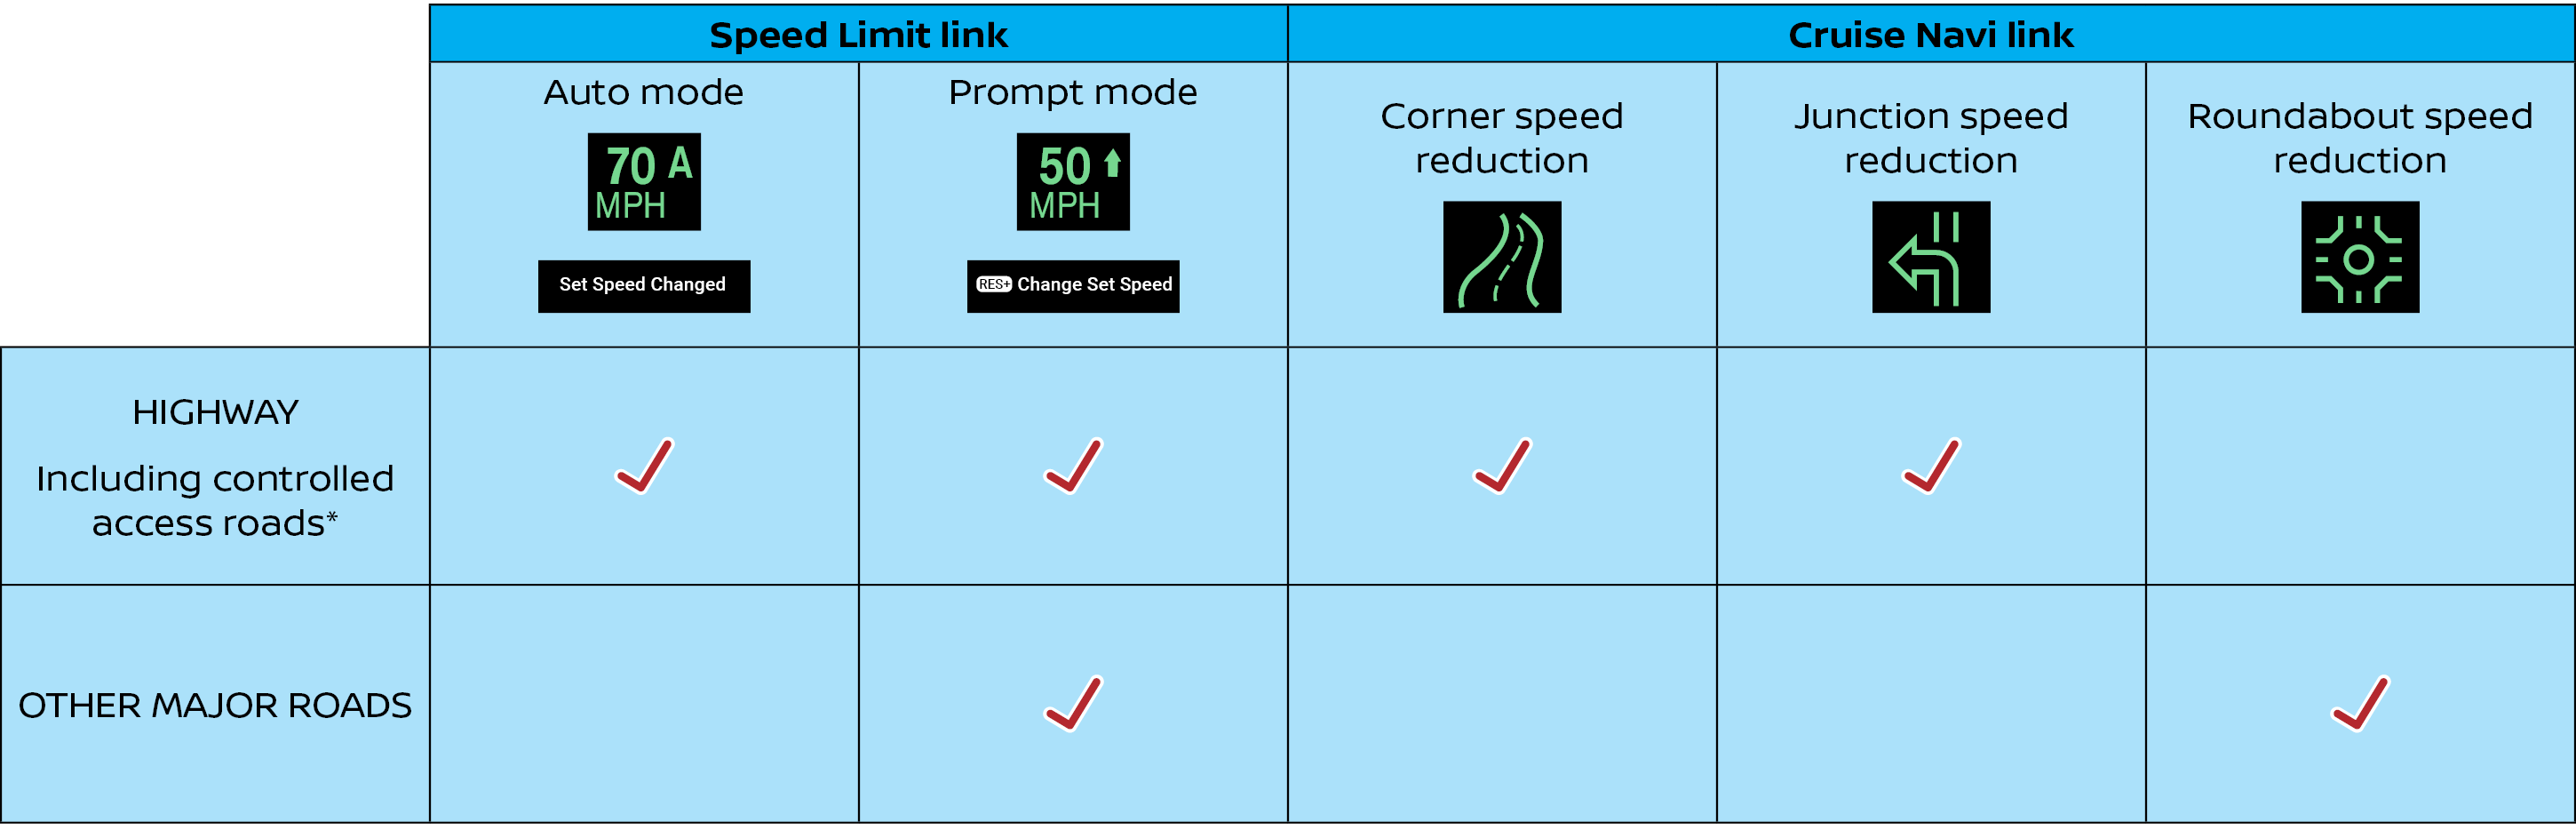 Speed Limit link
Cruise Navi link
Auto mode
70 A
MPH
Set Speed Changed
Prompt mode
50
MPH
RES+ Change Set Speed
Corner speed
reduction
Junction speed
reduction
Roundabout speed
reduction
HIGHWAY
Including controlled
access roads*
OTHER MAJOR ROADS